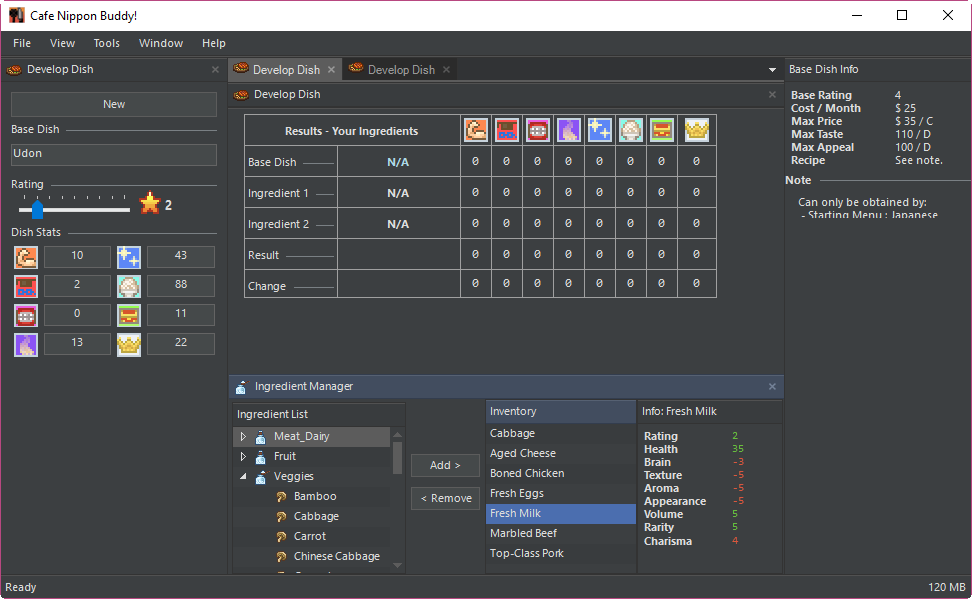 Cafe Nippon Buddy!
File View Tools Window Help
Develop Dish
New
Base Dish
Udon
Rating
2
Dish Stats
10 43
2 88
0 11
13 22
Develop Dish Develop Dish
Develop Dish
Results - Your Ingredients
Base Dish N/A 0 0 0 0 0 0 0 0
Ingredient 1 N/A 0 0 0 0 0 0 0 0
Ingredient 2 N/A 0 0 0 0 0 0 0 0
Result 0 0 0 0 0 0 0 0
Change 0 0 0 0 0 0 0 0
Ingredient Manager
Ingredient List
Meat_Dairy
Fruit
Veggies
Bamboo
Cabbage
Carrot
Chinese Cabbage
Add >
< Remove
Inventory
Cabbage
Aged Cheese
Boned Chicken
Fresh Eggs
Fresh Milk
Marbled Beef
Top-Class Pork
Info: Fresh Milk
Rating 2
Health 35
Brain -3
Texture -5
Aroma -5
Appearance -5
Volume 5
Rarity 5
Charisma 4
Base Dish Info
Base Rating 4
Cost / Month $ 25
Max Price $ 35 / C
Max Taste 110 / D
Max Appeal 100 / D
Recipe See note.
Note
Can only be obtained by:
- Starting Menu : Japanese
Ready 120 MB